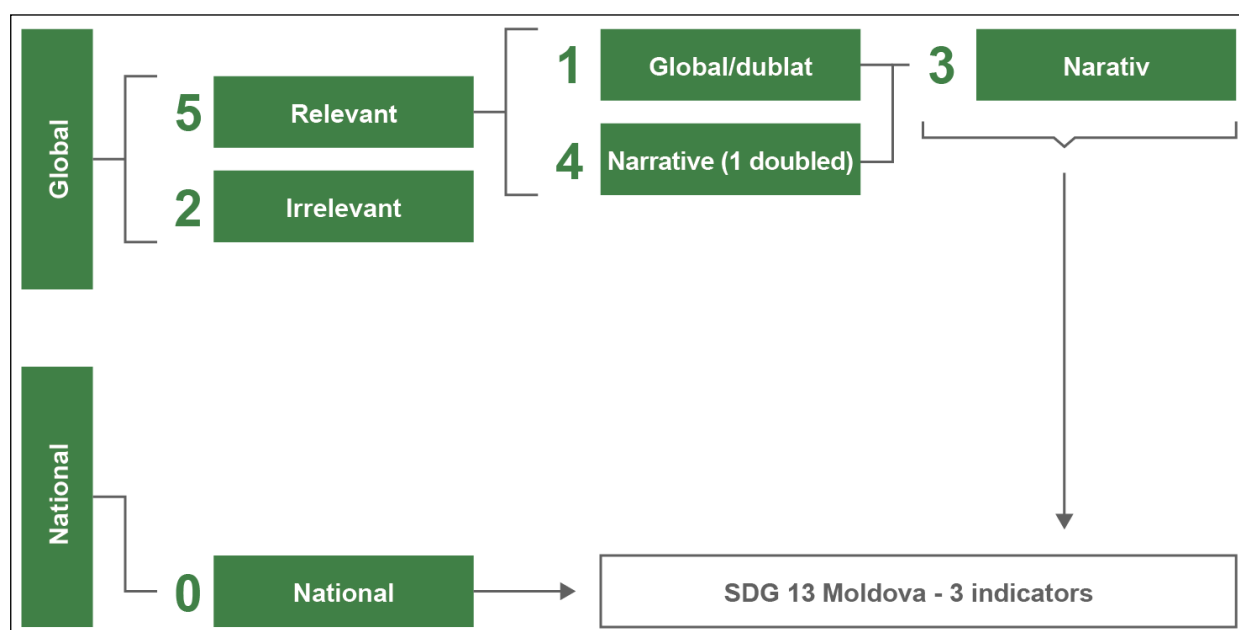 Global
5
Relevant
2
Irrelevant
1
Global/dublat
4
Narrative (1 doubled)
3
Narativ
National
0
National
SDG 13 Moldova - 3 indicators